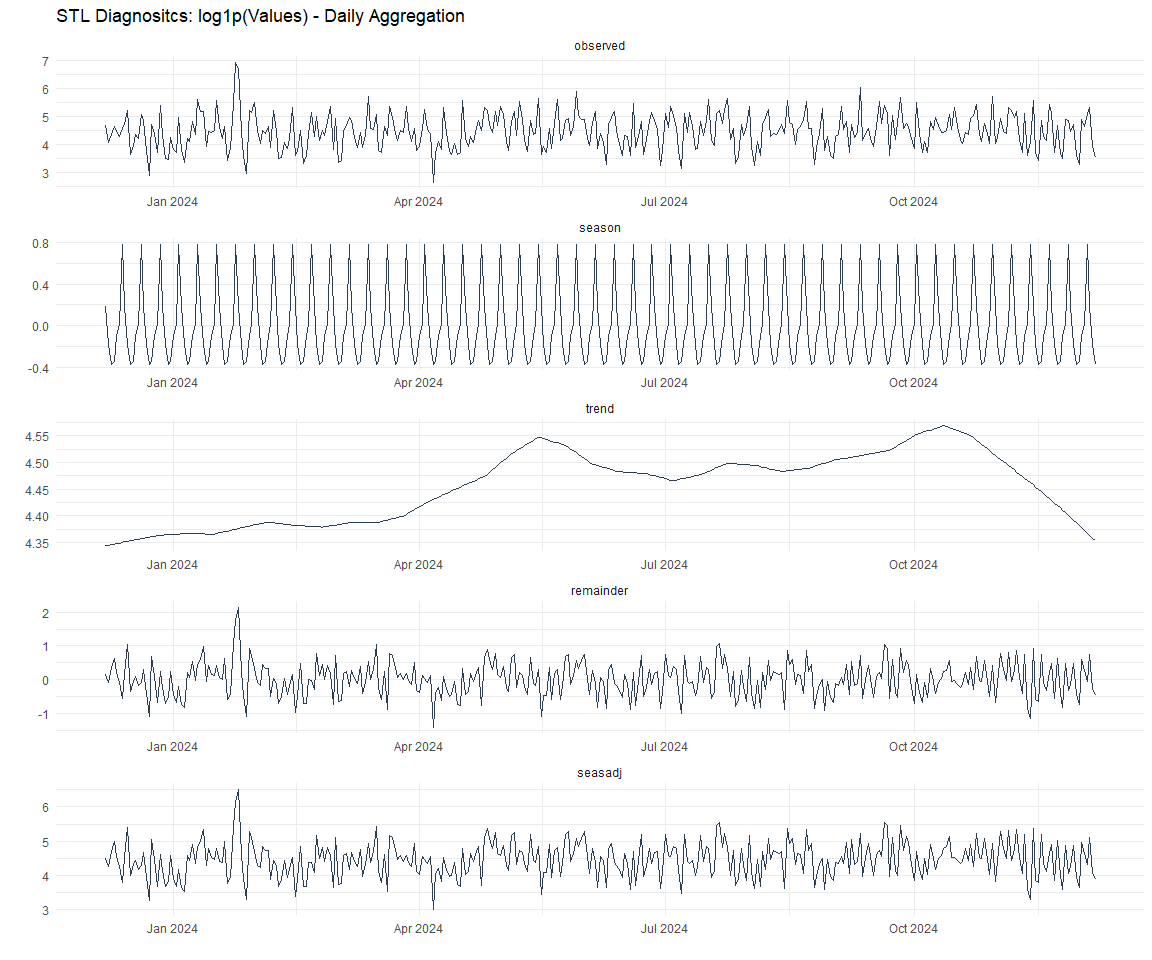 STL Diagnositcs: log1p(Values) - Daily Aggregation
observed
7
6
5
4
3
Jan 2024 Apr 2024 Jul 2024 Oct 2024
season
0.8
0.4
0.0
-0.4
Jan 2024 Apr 2024 Jul 2024 Oct 2024
trend
4.55
4.50
4.45
4.40
4.35
Jan 2024 Apr 2024 Jul 2024 Oct 2024
remainder
2
1
0
-1
Jan 2024 Apr 2024 Jul 2024 Oct 2024
seasadj
6
5
4
3
Jan 2024 Apr 2024 Jul 2024 Oct 2024